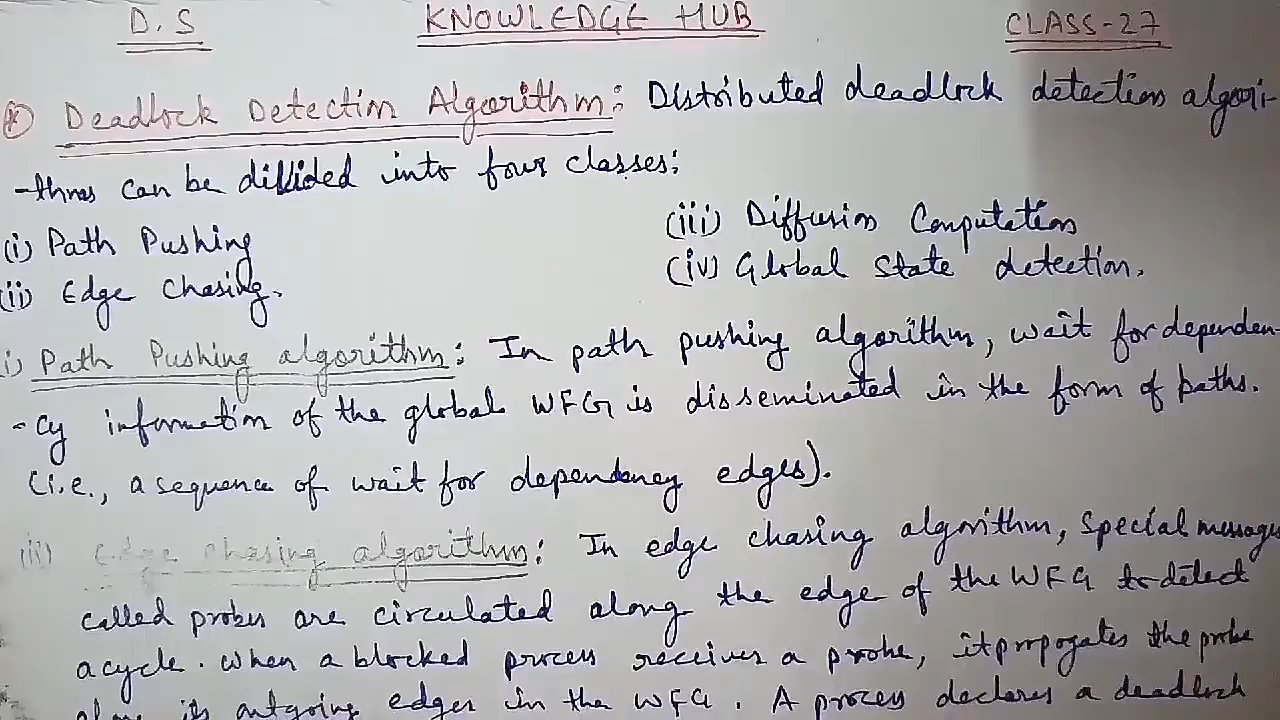 D.S KNOWLEDGE HUB CLASS-27
Deadlock Detection Algorithm: Distributed deadlock detection algori-
-thms can be divided into four classes:
(i) Path Pushing (iii) Diffusion Computation
(ii) Edge Chasing. (iv) Global State detection.
i) Path Pushing algorithm: In path pushing algorithm, wait for dependen-
-cy information of the global WFG is disseminated in the form of paths.
(i.e., a sequence of wait for dependency edges).
(ii) Edge chasing algorithm: In edge chasing algorithm, special messages
called probes are circulated along the edge of the WFG to detect
a cycle. When a blocked process receives a probe, it propogates the probe
along its outgoing edges in the WFG. A process declares a deadlock